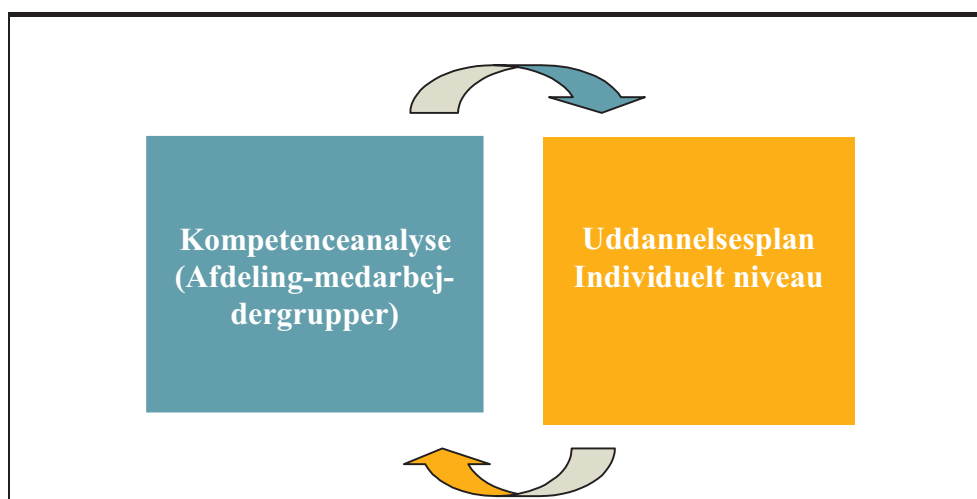 Kompetenceanalyse
(Afdeling-medarbej-
dergrupper)
Uddannelsesplan
Individuelt niveau